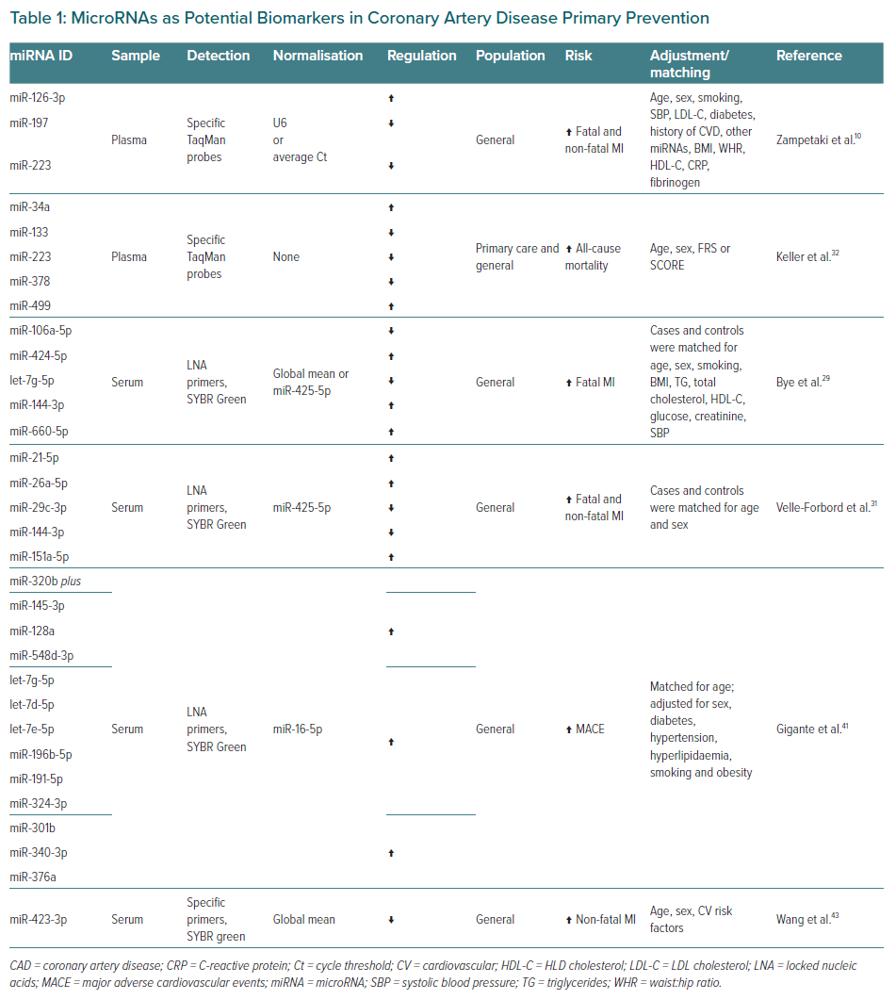 Table 1: MicroRNAs as Potential Biomarkers in Coronary Artery Disease Primary Prevention
miRNA ID Sample Detection Normalisation Regulation Population Risk Adjustment/matching Reference
miR-126-3p ↑
miR-197 ↓
miR-223 ↓
Plasma
Specific
TaqMan
probes
U6
or
average Ct
General
↑ Fatal and
non-fatal MI
Age, sex, smoking,
SBP, LDL-C, diabetes,
history of CVD, other
miRNAs, BMI, WHR,
HDL-C, CRP,
fibrinogen
Zampetaki et al.10
miR-34a ↑
miR-133 ↓
miR-223 ↓
miR-378 ↓
miR-499 ↑
Plasma
Specific
TaqMan
probes
None
Primary care and
general
↑ All-cause
mortality
Age, sex, FRS or
SCORE
Keller et al.32
miR-106a-5p ↓
miR-424-5p ↑
let-7g-5p ↓
miR-144-3p ↑
miR-660-5p ↑
Serum
LNA
primers,
SYBR Green
Global mean or
miR-425-5p
General
↑ Fatal MI
Cases and controls
were matched for
age, sex, smoking,
BMI, TG, total
cholesterol, HDL-C,
glucose, creatinine,
SBP
Bye et al.29
miR-21-5p ↑
miR-26a-5p ↑
miR-29c-3p ↓
miR-144-3p ↓
miR-151a-5p ↑
Serum
LNA
primers,
SYBR Green
miR-425-5p
General
↑ Fatal and
non-fatal MI
Cases and controls
were matched for age
and sex
Velle-Forbord et al.31
miR-320b plus
miR-145-3p
miR-128a ↑
miR-548d-3p
let-7g-5p
let-7d-5p
let-7e-5p
↑
miR-196b-5p
miR-191-5p
miR-324-3p
miR-301b
miR-340-3p ↑
miR-376a
Serum
LNA
primers,
SYBR Green
miR-16-5p
General
↑ MACE
Matched for age;
adjusted for sex,
diabetes,
hypertension,
hyperlipidaemia,
smoking and obesity
Gigante et al.41
miR-423-3p
Serum
Specific
primers,
SYBR green
Global mean
↓
General
↑ Non-fatal MI
Age, sex, CV risk
factors
Wang et al.43
CAD = coronary artery disease; CRP = C-reactive protein; Ct = cycle threshold; CV = cardiovascular; HDL-C = HLD cholesterol; LDL-C = LDL cholesterol; LNA = locked nucleic
acids; MACE = major adverse cardiovascular events; miRNA = microRNA; SBP = systolic blood pressure; TG = triglycerides; WHR = waist:hip ratio.